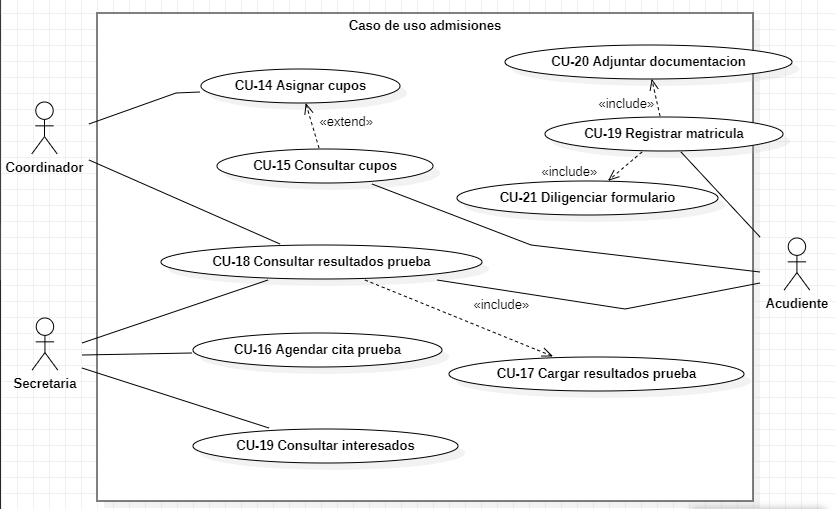 Caso de uso admisiones
CU-20 Adjuntar documentacion
CU-14 Asignar cupos
«include»
«extend»
CU-19 Registrar matricula
Coordinador
CU-15 Consultar cupos
«include»
CU-21 Diligenciar formulario
CU-18 Consultar resultados prueba
Acudiente
«include»
CU-16 Agendar cita prueba
Secretaria
CU-17 Cargar resultados prueba
CU-19 Consultar interesados